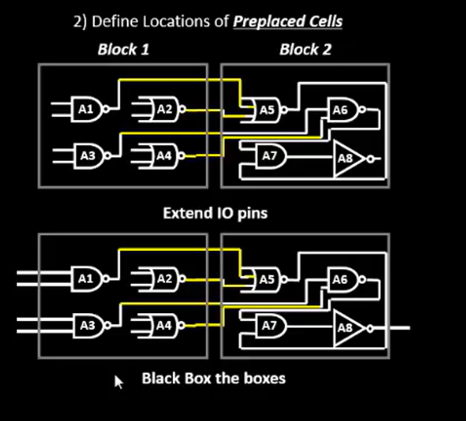 2) Define Locations of Preplaced Cells
Block 1 Block 2
A1 A2 A5 A6
A3 A4 A7 A8
Extend IO pins
A1 A2 A5 A6
A3 A4 A7 A8
Black Box the boxes